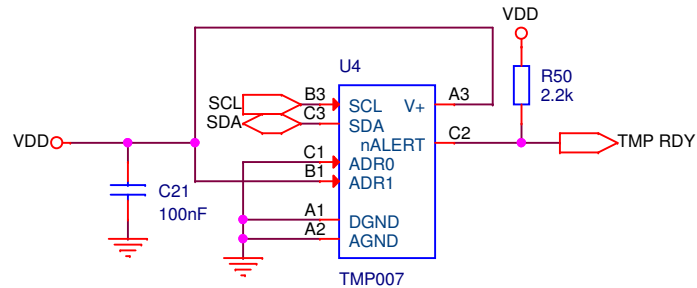 VDD
U4
R50
2.2k
SCL
SDA
B3
C3
SCL
SDA
V+
A3
nALERT
C2
TMP RDY
VDD
C1
B1
ADR0
ADR1
C21
100nF
A1
A2
DGND
AGND
TMP007